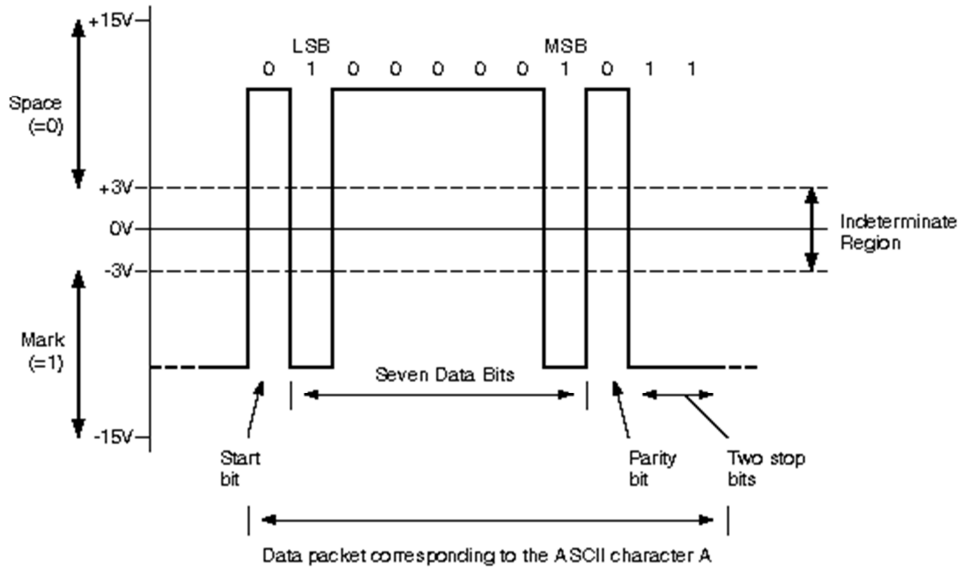 +15V
LSB MSB
0 1 0 0 0 0 0 1 0 1 1
Space
(=0)
+3V
0V
Indeterminate
Region
-3V
Mark
(=1)
Seven Data Bits
-15V
Start
bit
Parity
bit
Two stop
bits
Data packet corresponding to the ASCII character A